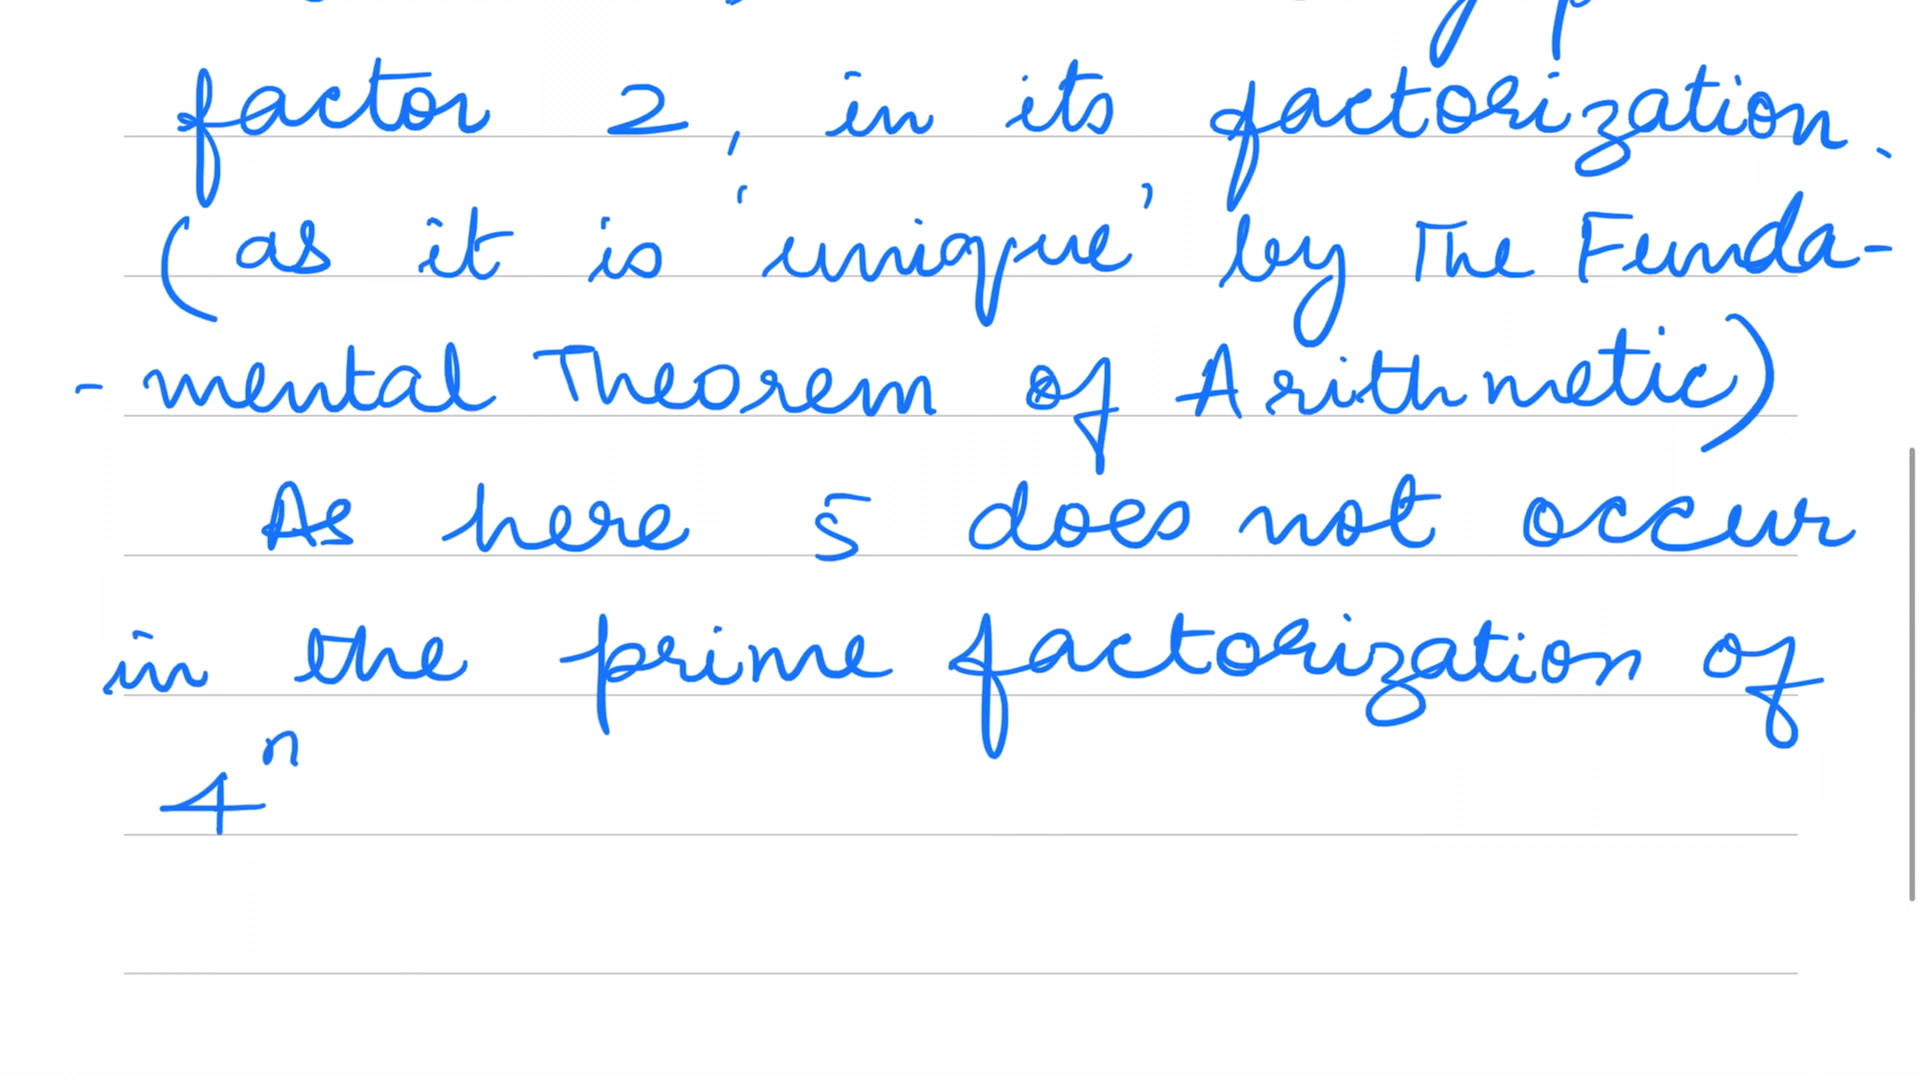 factor 2, in its factorization.
(as it is 'unique' by The Funda-
-mental Theorem of Arithmetic)
As here 5 does not occur
in the prime factorization of
4ⁿ